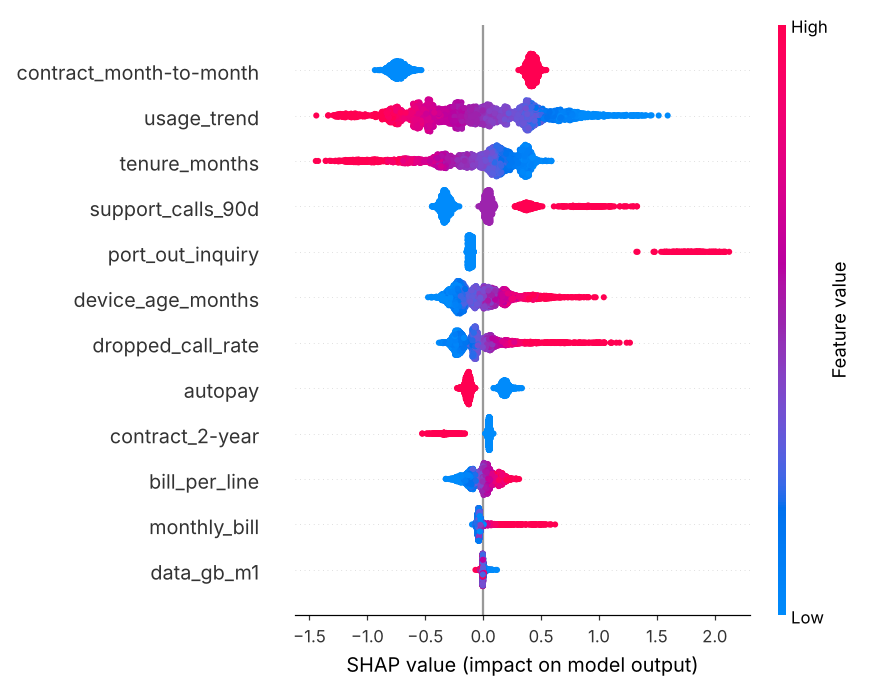 High
contract_month-to-month
usage_trend
tenure_months
support_calls_90d
port_out_inquiry
device_age_months
dropped_call_rate
autopay
contract_2-year
bill_per_line
monthly_bill
data_gb_m1
Feature value
Low
−1.5 −1.0 −0.5 0.0 0.5 1.0 1.5 2.0
SHAP value (impact on model output)